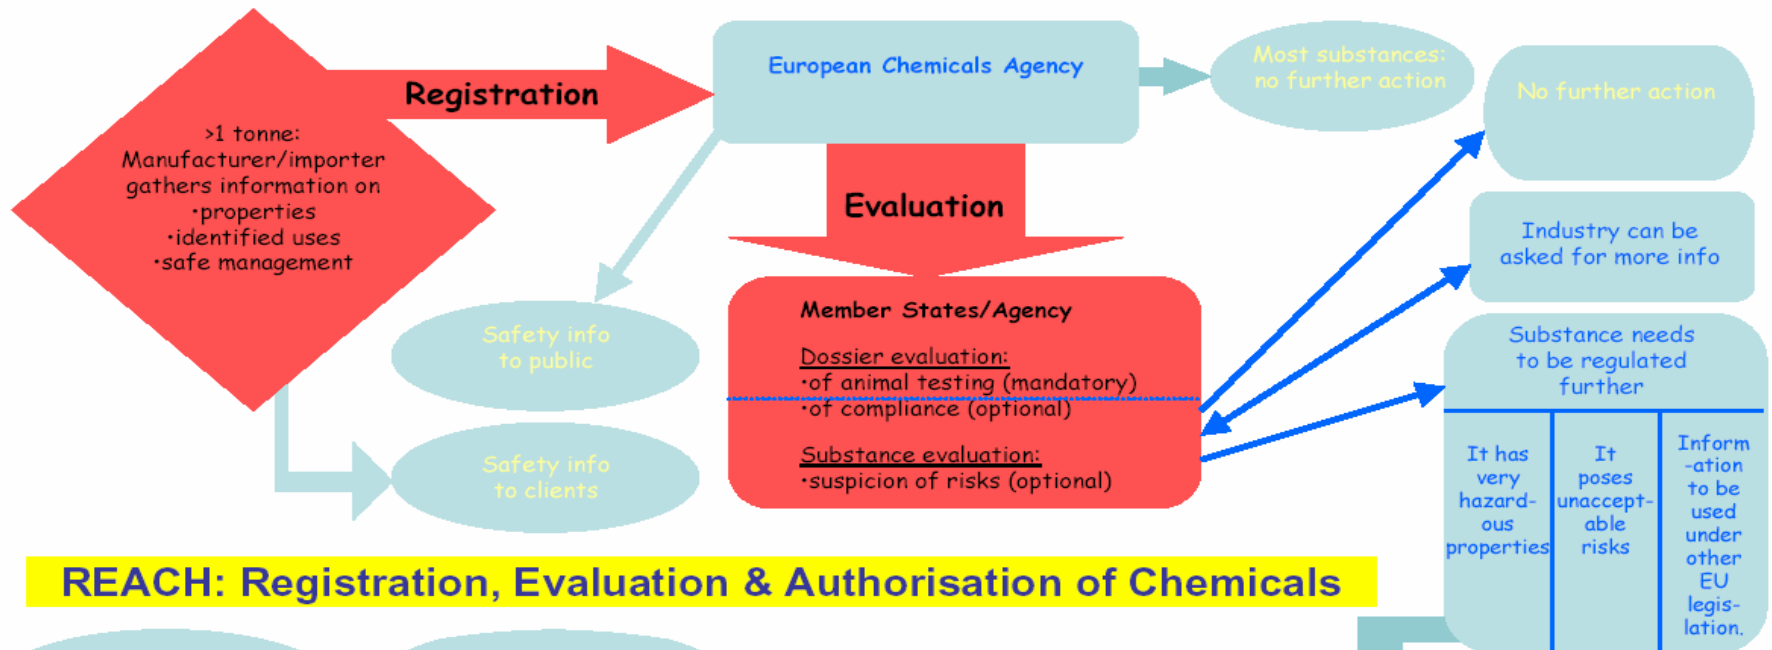 Registration
>1 tonne:
Manufacturer/importer
gathers information on
•properties
•identified uses
•safe management
European Chemicals Agency
Most substances:
no further action
No further action
Evaluation
Industry can be
asked for more info
Safety info
to public
Member States/Agency
Dossier evaluation:
•of animal testing (mandatory)
•of compliance (optional)
Substance evaluation:
•suspicion of risks (optional)
Substance needs
to be regulated
further
It has
very
hazard-
ous
properties
It
poses
unaccept-
able
risks
Inform
-ation
to be
used
under
other
EU
legis-
lation.
Safety info
to clients
REACH: Registration, Evaluation & Authorisation of Chemicals